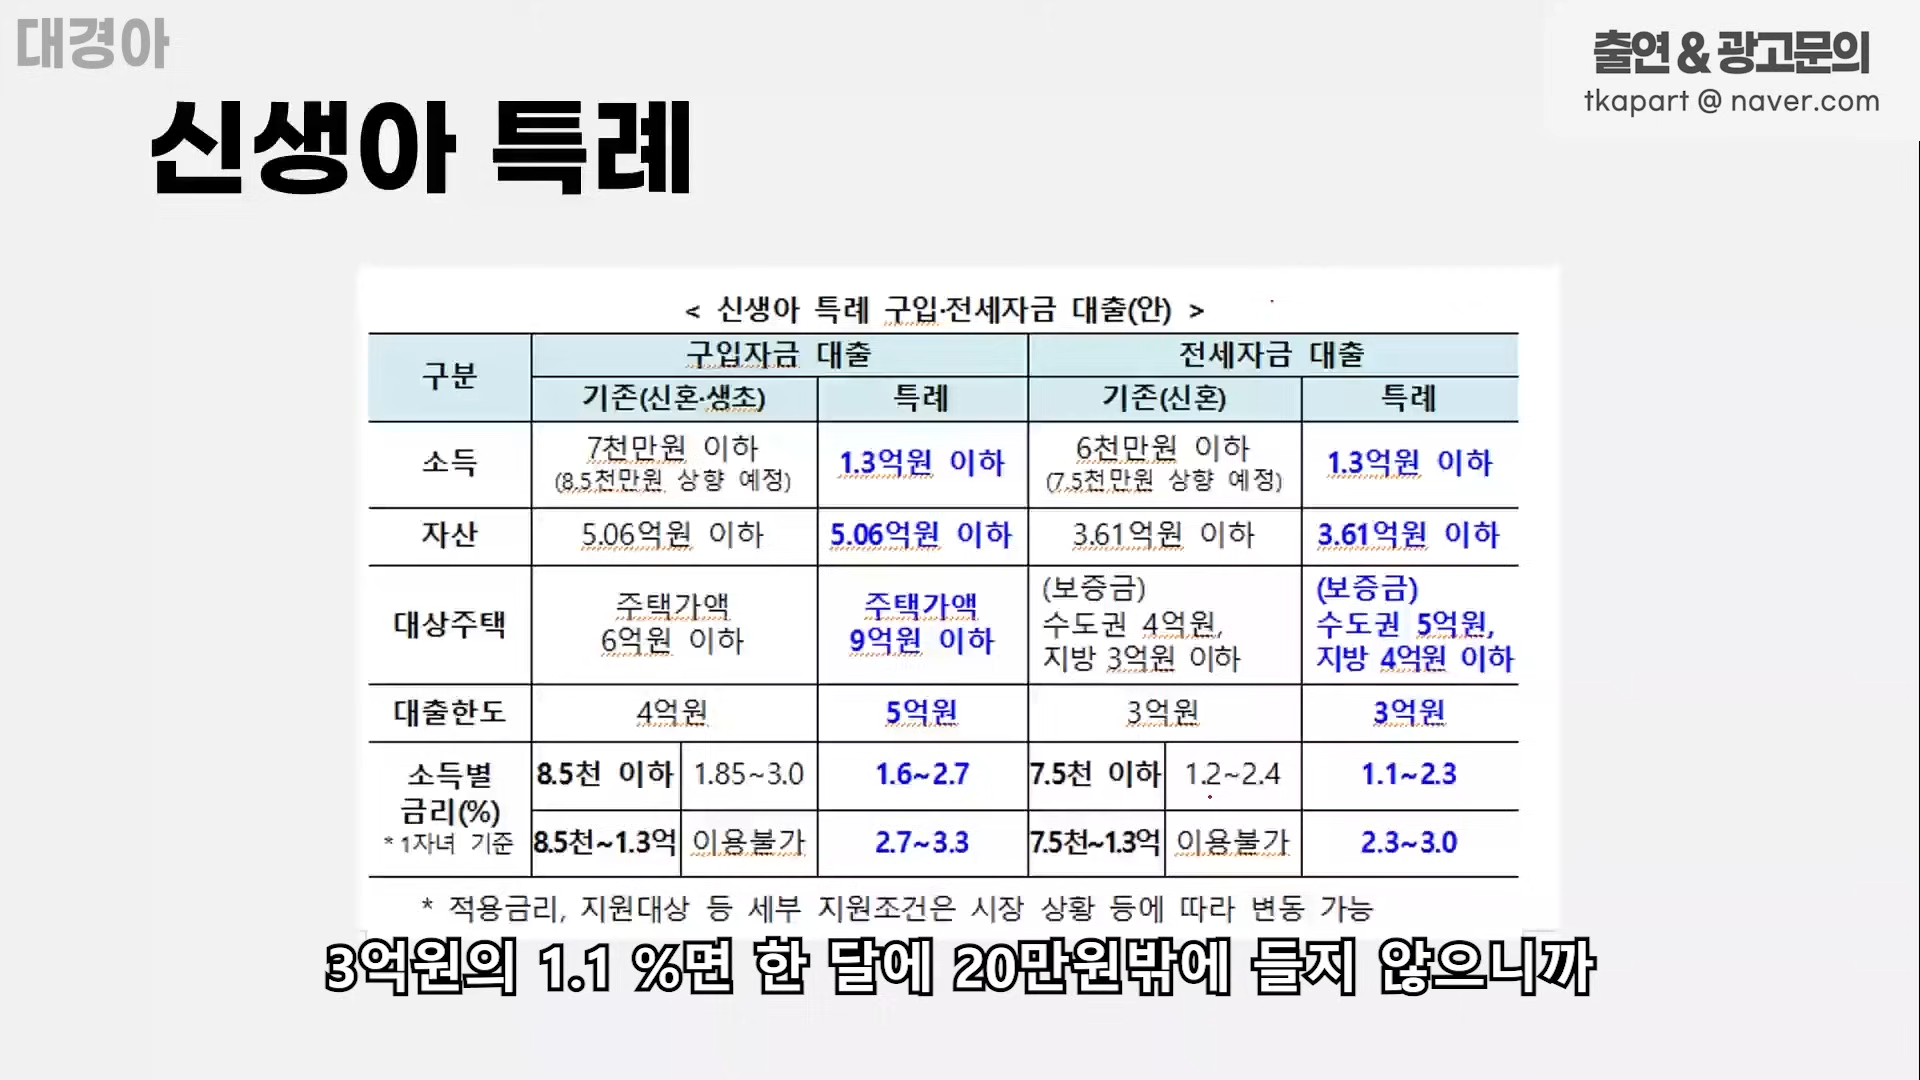 대경아
출연 & 광고문의
tkapart @ naver.com
신생아 특례
< 신생아 특례 구입·전세자금 대출(안) >
구분
구입자금 대출
전세자금 대출
기존(신혼·생초)
특례
기존(신혼)
특례
소득
7천만원 이하
(8.5천만원 상향 예정)
1.3억원 이하
6천만원 이하
(7.5천만원 상향 예정)
1.3억원 이하
자산
5.06억원 이하
5.06억원 이하
3.61억원 이하
3.61억원 이하
대상주택
주택가액
6억원 이하
주택가액
9억원 이하
(보증금)
수도권 4억원,
지방 3억원 이하
(보증금)
수도권 5억원,
지방 4억원 이하
대출한도
4억원
5억원
3억원
3억원
소득별
금리(%)
* 1자녀 기준
8.5천 이하
1.85~3.0
1.6~2.7
7.5천 이하
1.2~2.4
1.1~2.3
8.5천~1.3억
이용불가
2.7~3.3
7.5천~1.3억
이용불가
2.3~3.0
* 적용금리, 지원대상 등 세부 지원조건은 시장 상황 등에 따라 변동 가능
3억원의 1.1 %면 한 달에 20만원밖에 들지 않으니까